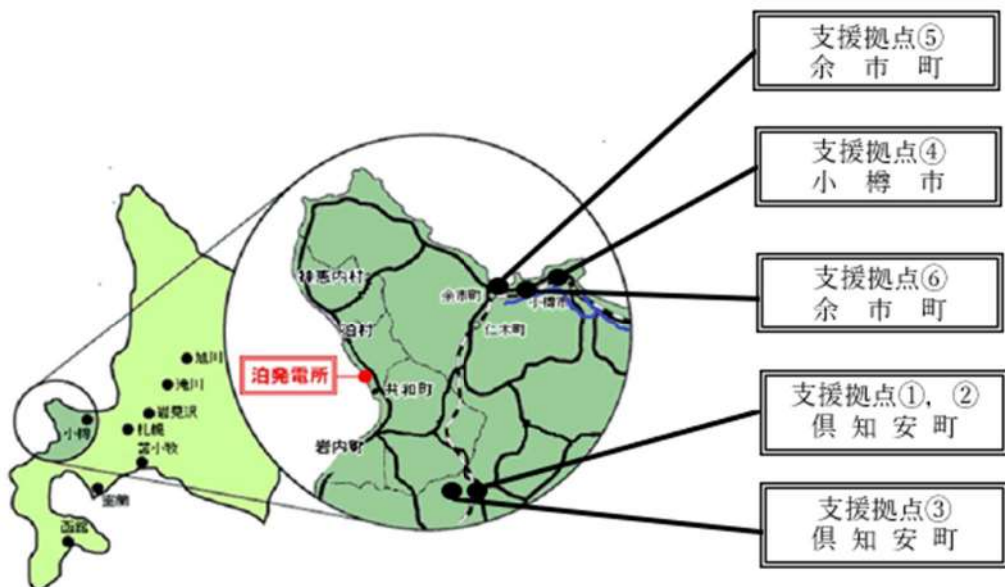 支援拠点⑤
余市町
支援拠点④
小樽市
支援拠点⑥
余市町
支援拠点①,②
倶知安町
支援拠点③
倶知安町
神恵内村
余市町
小樽市
仁木町
泊村
泊発電所
共和町
岩内町
旭川
滝川
岩見沢
小樽
札幌
苫小牧
室蘭
函館